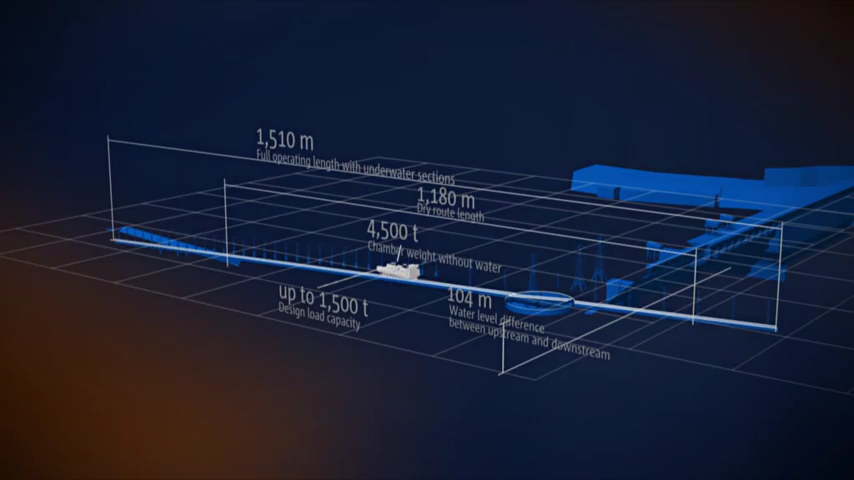 1,510 m
Full operating length with underwater sections
1,180 m
Dry route length
4,500 t
Chamber weight without water
up to 1,500 t
Design load capacity
104 m
Water level difference
between upstream and downstream